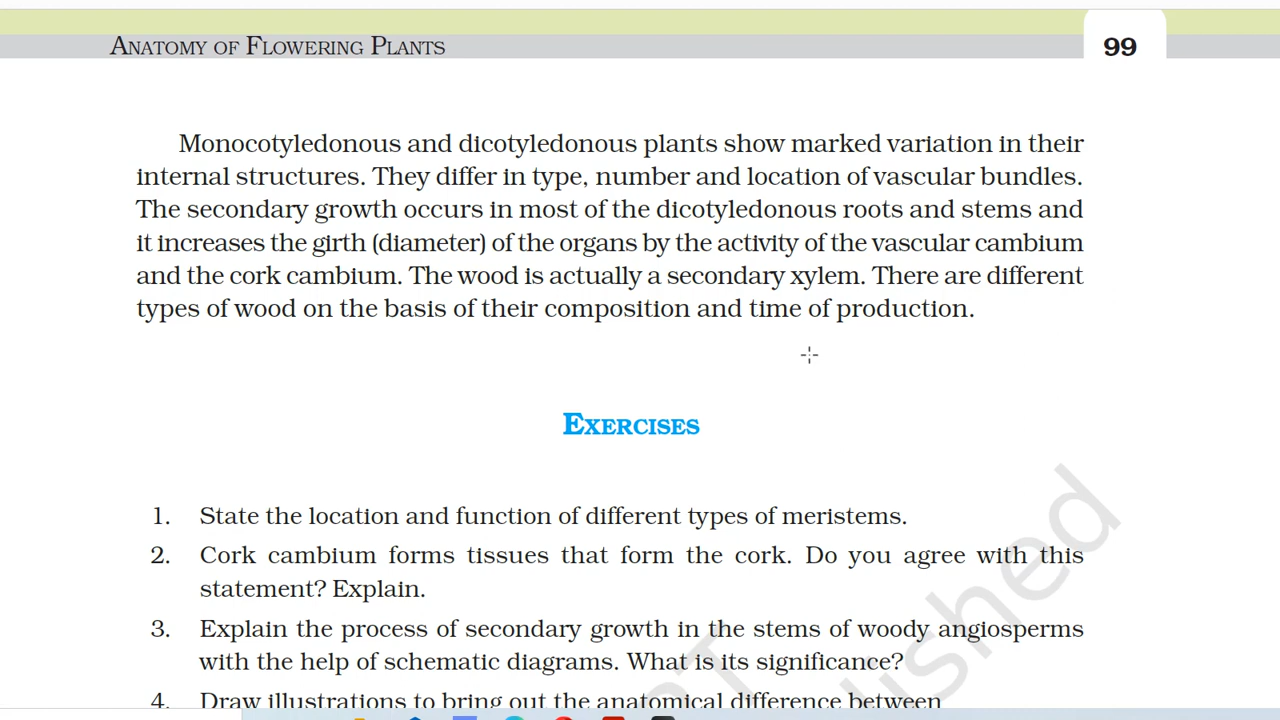 ANATOMY OF FLOWERING PLANTS
99
Monocotyledonous and dicotyledonous plants show marked variation in their
internal structures. They differ in type, number and location of vascular bundles.
The secondary growth occurs in most of the dicotyledonous roots and stems and
it increases the girth (diameter) of the organs by the activity of the vascular cambium
and the cork cambium. The wood is actually a secondary xylem. There are different
types of wood on the basis of their composition and time of production.
EXERCISES
1. State the location and function of different types of meristems.
2. Cork cambium forms tissues that form the cork. Do you agree with this
statement? Explain.
3. Explain the process of secondary growth in the stems of woody angiosperms
with the help of schematic diagrams. What is its significance?
4. Draw illustrations to bring out the anatomical difference between